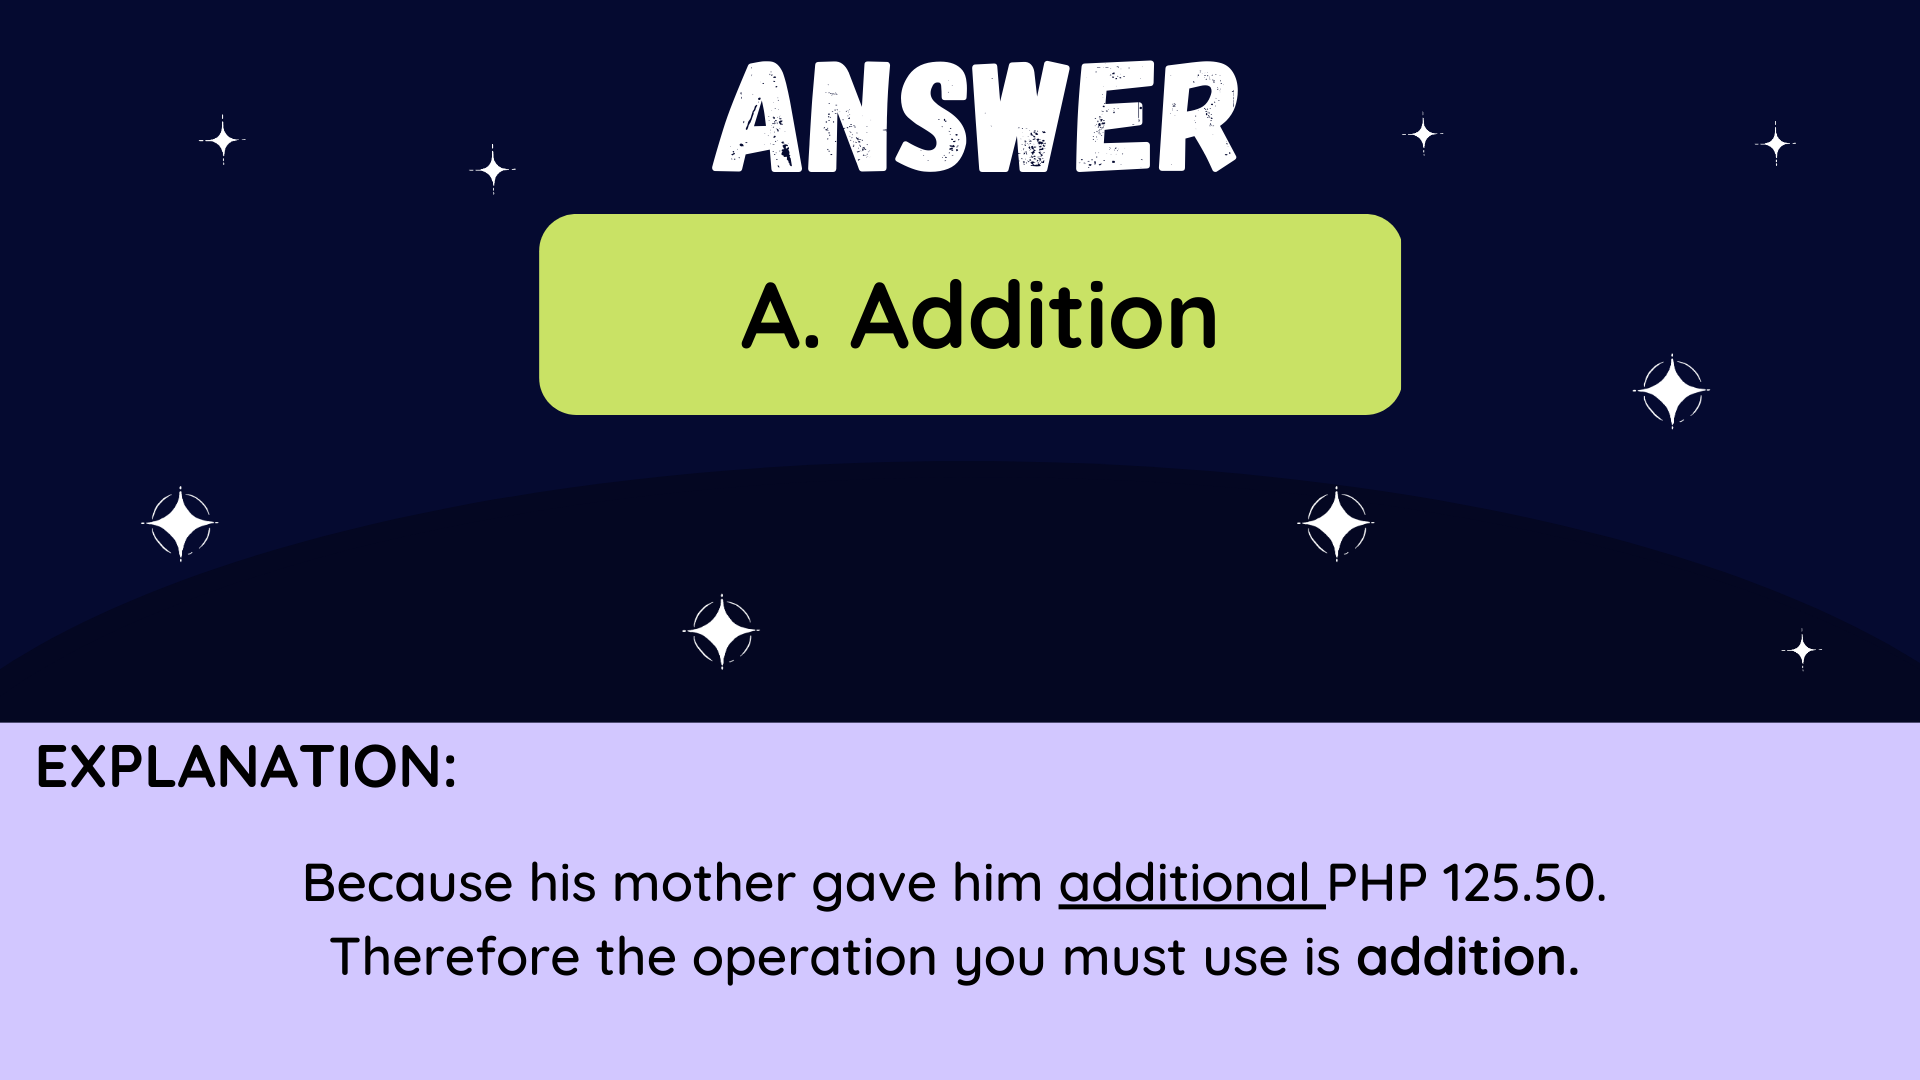 ANSWER
A. Addition
EXPLANATION:
Because his mother gave him additional PHP 125.50.
Therefore the operation you must use is addition.